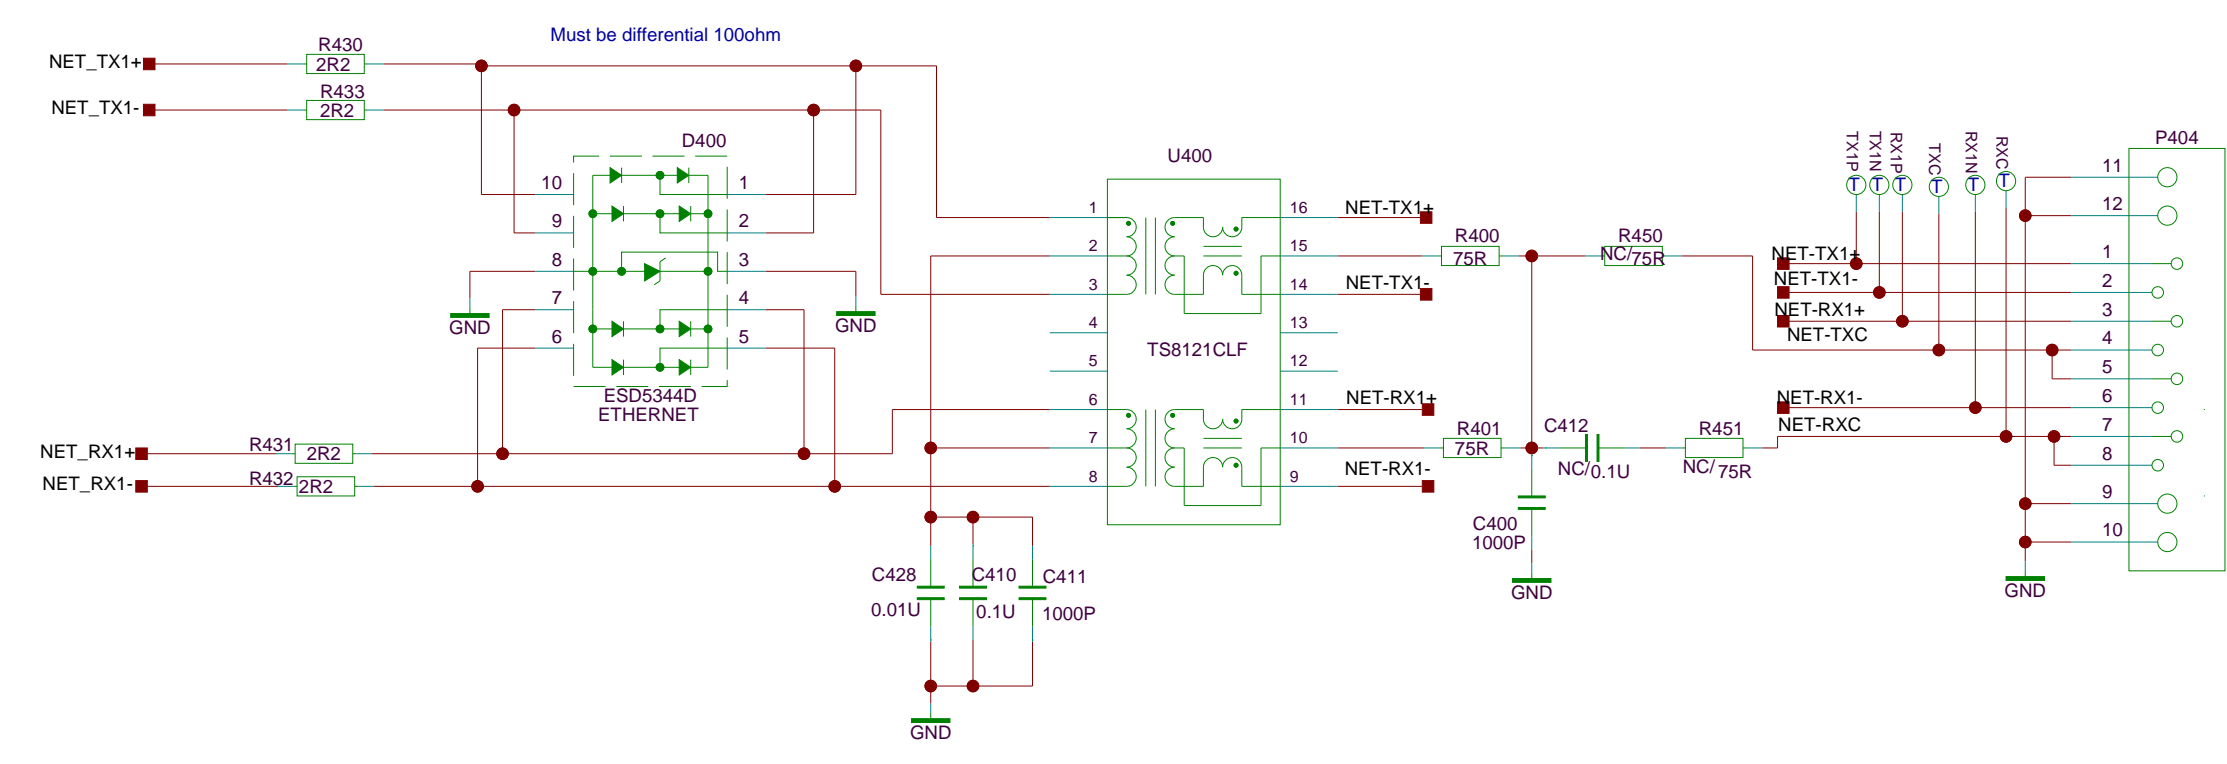 Must be differential 100ohm
NET_TX1+
R430
2R2
NET_TX1-
R433
2R2
D400
10
1
9
2
8
3
7
4
6
5
GND
GND
ESD5344D
ETHERNET
NET_RX1+
R431
2R2
NET_RX1-
R432
2R2
C428
0.01U
C410
0.1U
C411
1000P
GND
U400
1
2
3
4
5
6
7
8
16
15
14
13
12
11
10
9
TS8121CLF
NET-TX1+
NET-TX1-
NET-RX1+
NET-RX1-
R400
75R
R450
NC/75R
R401
75R
C412
NC/0.1U
R451
NC/75R
C400
1000P
GND
TX1P
TX1N
RX1P
TXC
RX1N
RXC
T
T
T
T
T
T
NET-TX1+
NET-TX1-
NET-RX1+
NET-TXC
NET-RX1-
NET-RXC
P404
11
12
1
2
3
4
5
6
7
8
9
10
GND